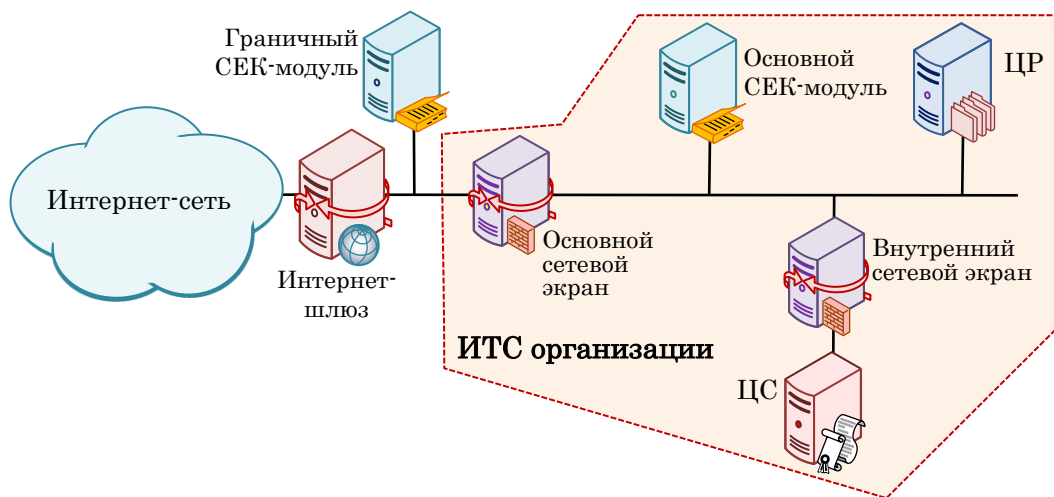 Граничный
СЕК-модуль
Основной
СЕК-модуль
ЦР
Интернет-сеть
Интернет-
шлюз
Основной
сетевой
экран
Внутренний
сетевой экран
ИТС организации
ЦС